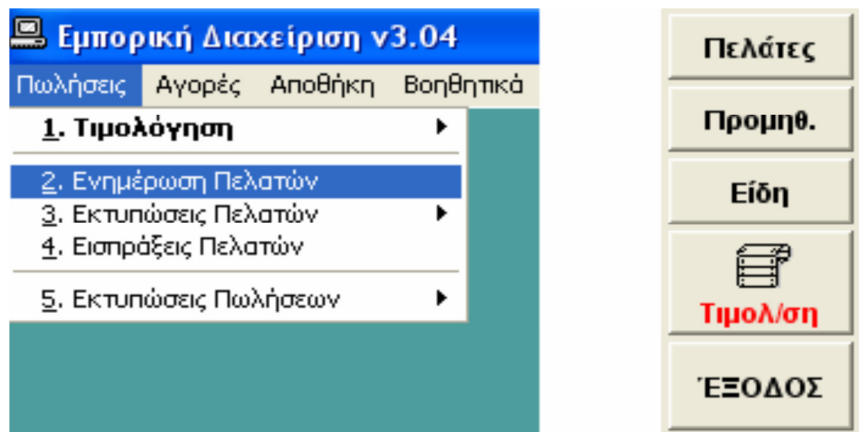 Εμπορική Διαχείριση v3.04
Πωλήσεις Αγορές Αποθήκη Βοηθητικά
1. Τιμολόγηση
2. Ενημέρωση Πελατών
3. Εκτυπώσεις Πελατών
4. Εισπράξεις Πελατών
5. Εκτυπώσεις Πωλήσεων
Πελάτες
Προμηθ.
Είδη
Τιμολ/ση
ΈΞΟΔΟΣ